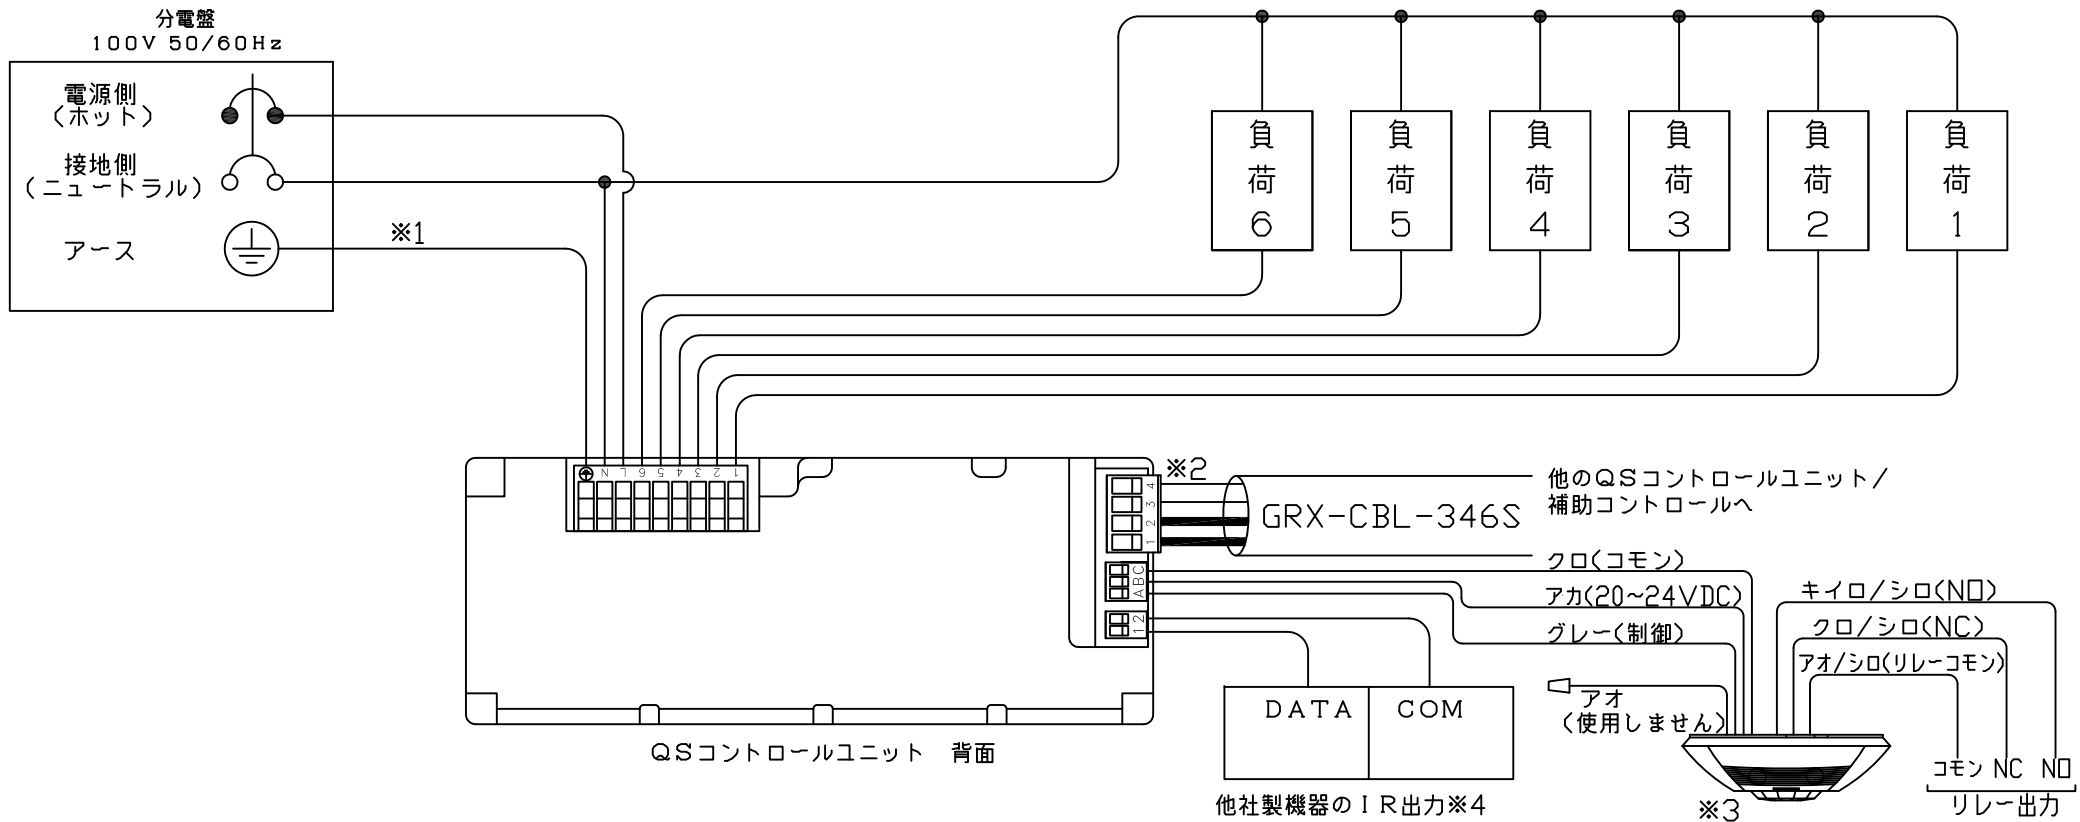 分電盤
100V 50/60Hz
電源側
(ホット)
接地側
(ニュートラル)
アース
※1
負荷6
負荷5
負荷4
負荷3
負荷2
負荷1
N L 6 5 4 3 2 1
※2
4
3
2
1
GRX-CBL-346S
他のQSコントロールユニット/
補助コントロールへ
A B C
1 2
クロ(コモン)
アカ(20~24VDC)
グレー(制御)
アオ
(使用しません)
キイロ/シロ(NO)
クロ/シロ(NC)
アオ/シロ(リレーコモン)
DATA COM
他社製機器のIR出力※4
QSコントロールユニット 背面
※3
コモン NC NO
リレー出力